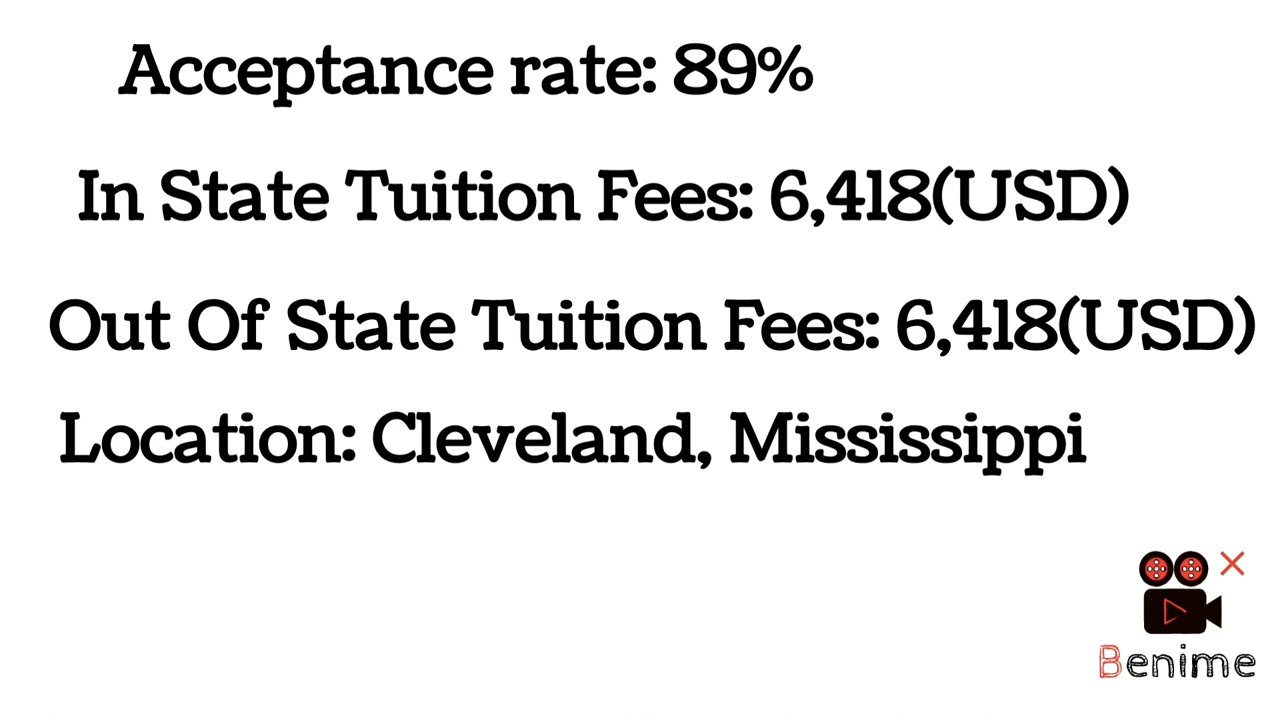 Acceptance rate: 89%
In State Tuition Fees: 6,418(USD)
Out Of State Tuition Fees: 6,418(USD)
Location: Cleveland, Mississippi
Benime